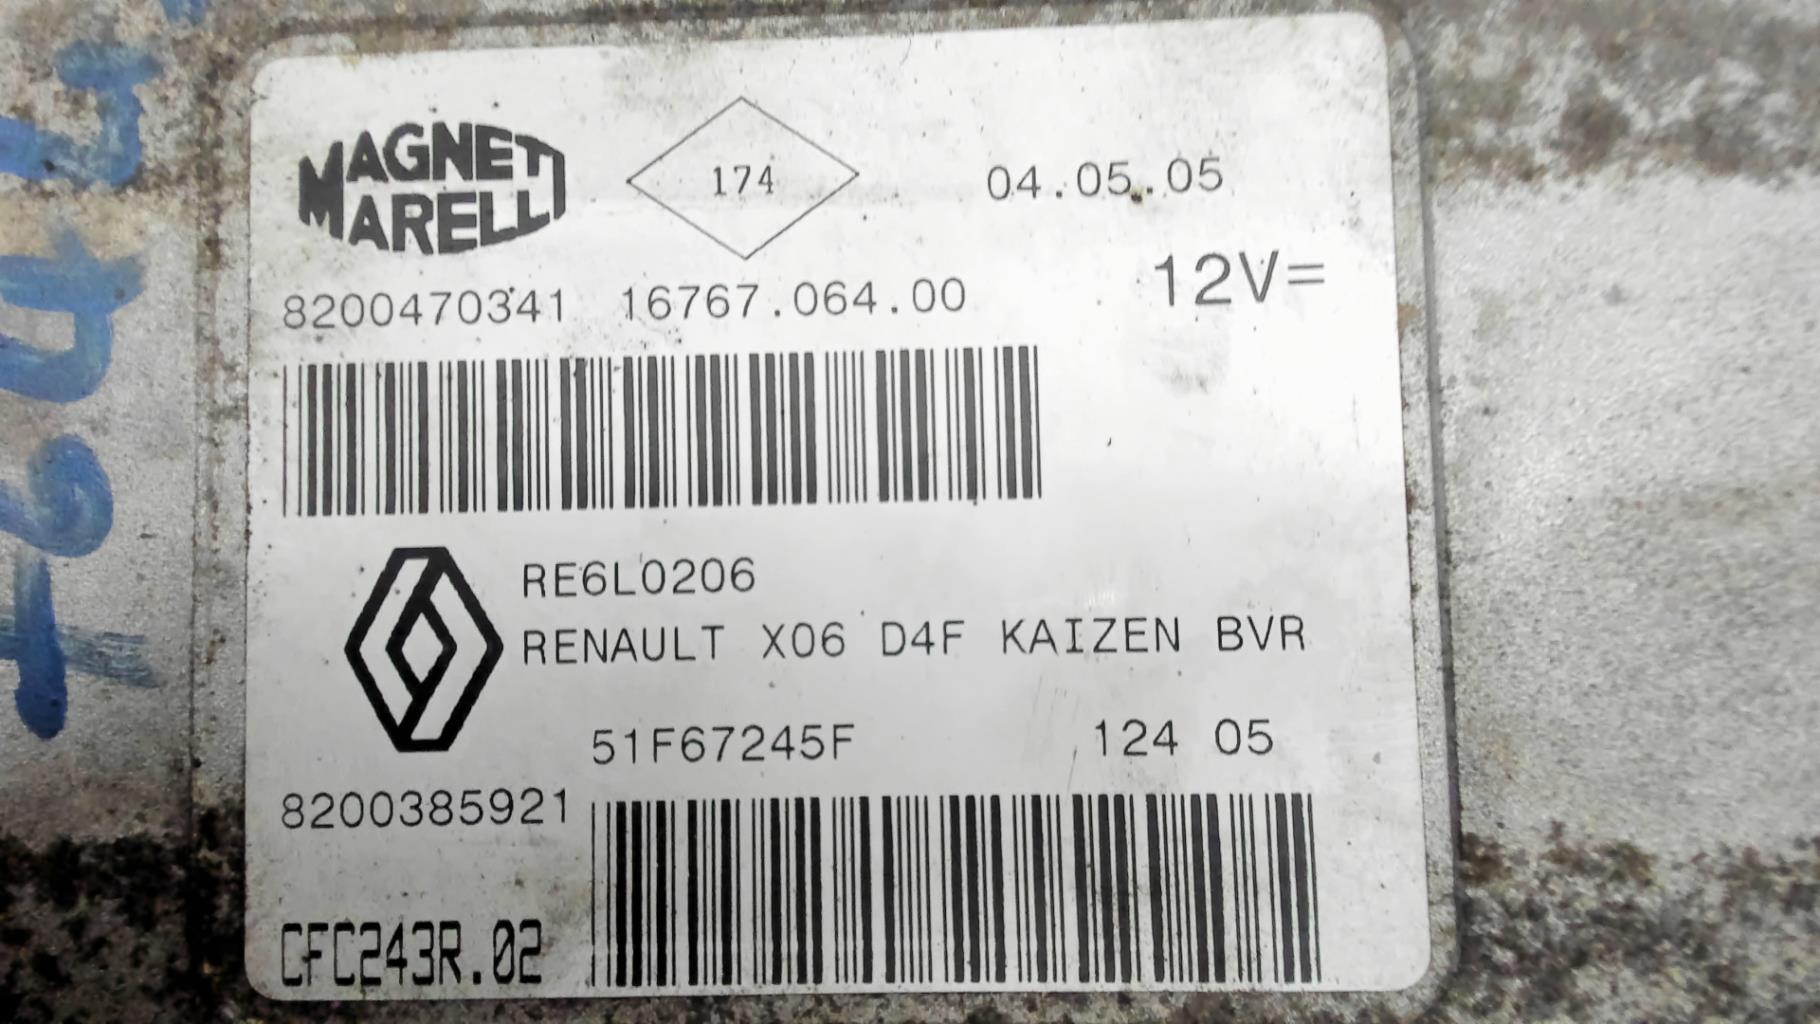 MAGNETI
MARELLI
174
04.05.05
12V=
8200470341 16767.064.00
RE6L0206
RENAULT X06 D4F KAIZEN BVR
51F67245F 124 05
8200385921
CFC243R.02